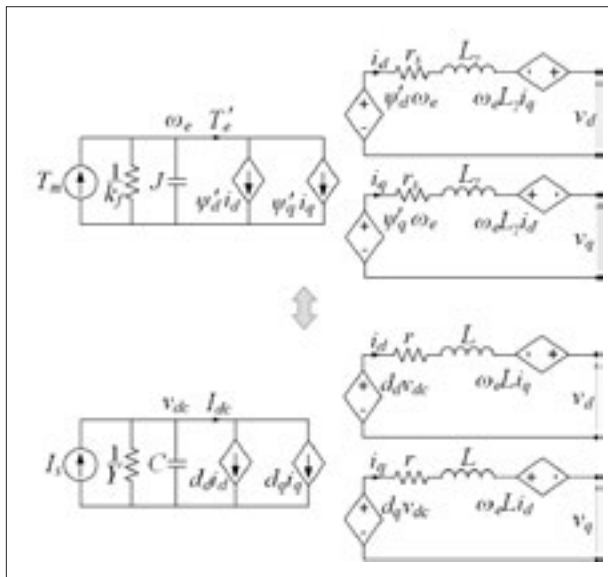 i_d r_s L_γ
- +
+ ψ'_d ω_e ω_e L_γ i_q v_d
-
ω_e T_e'
T_m 1/k_f J ψ'_d i_d ψ'_q i_q
i_q r_s L_γ
+ -
+ ψ'_q ω_e ω_e L_γ i_d v_q
-
i_d r L
- +
+ d_d v_dc ω_e L i_q v_d
-
v_dc I_dc
I_s 1/Y C d_d i_d d_q i_q
i_q r L
+ -
+ d_q v_dc ω_e L i_d v_q
-